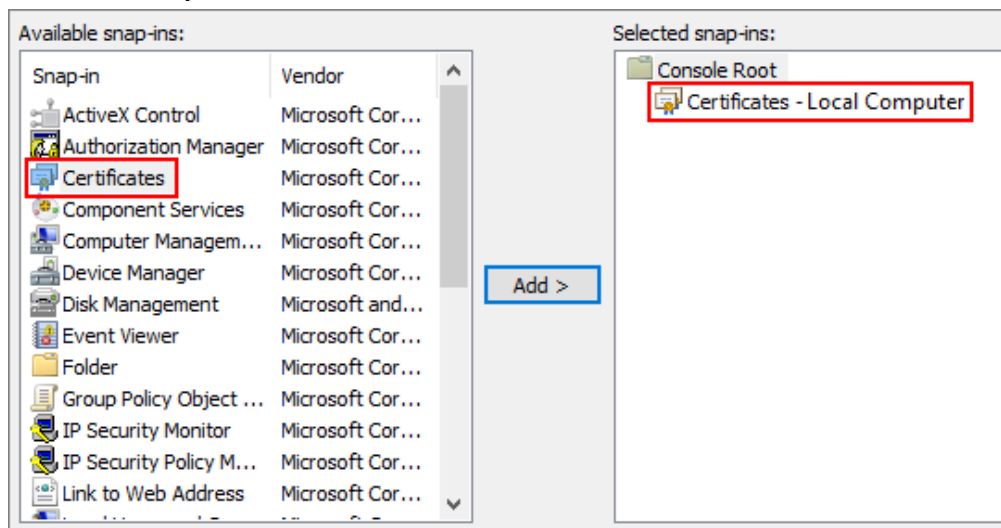 Available snap-ins:
Selected snap-ins:
Snap-in Vendor
ActiveX Control Microsoft Cor...
Authorization Manager Microsoft Cor...
Certificates Microsoft Cor...
Component Services Microsoft Cor...
Computer Managem... Microsoft Cor...
Device Manager Microsoft Cor...
Disk Management Microsoft and...
Event Viewer Microsoft Cor...
Folder Microsoft Cor...
Group Policy Object ... Microsoft Cor...
IP Security Monitor Microsoft Cor...
IP Security Policy M... Microsoft Cor...
Link to Web Address Microsoft Cor...
Add >
Console Root
Certificates - Local Computer